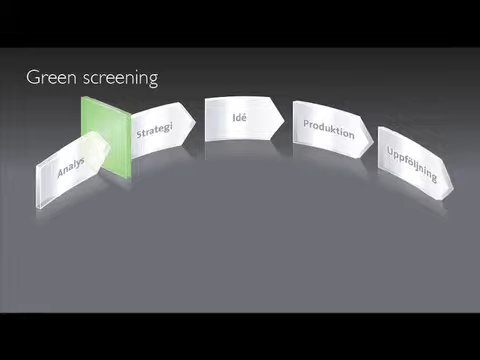 Green screening
Analys
Strategi
Idé
Produktion
Uppföljning